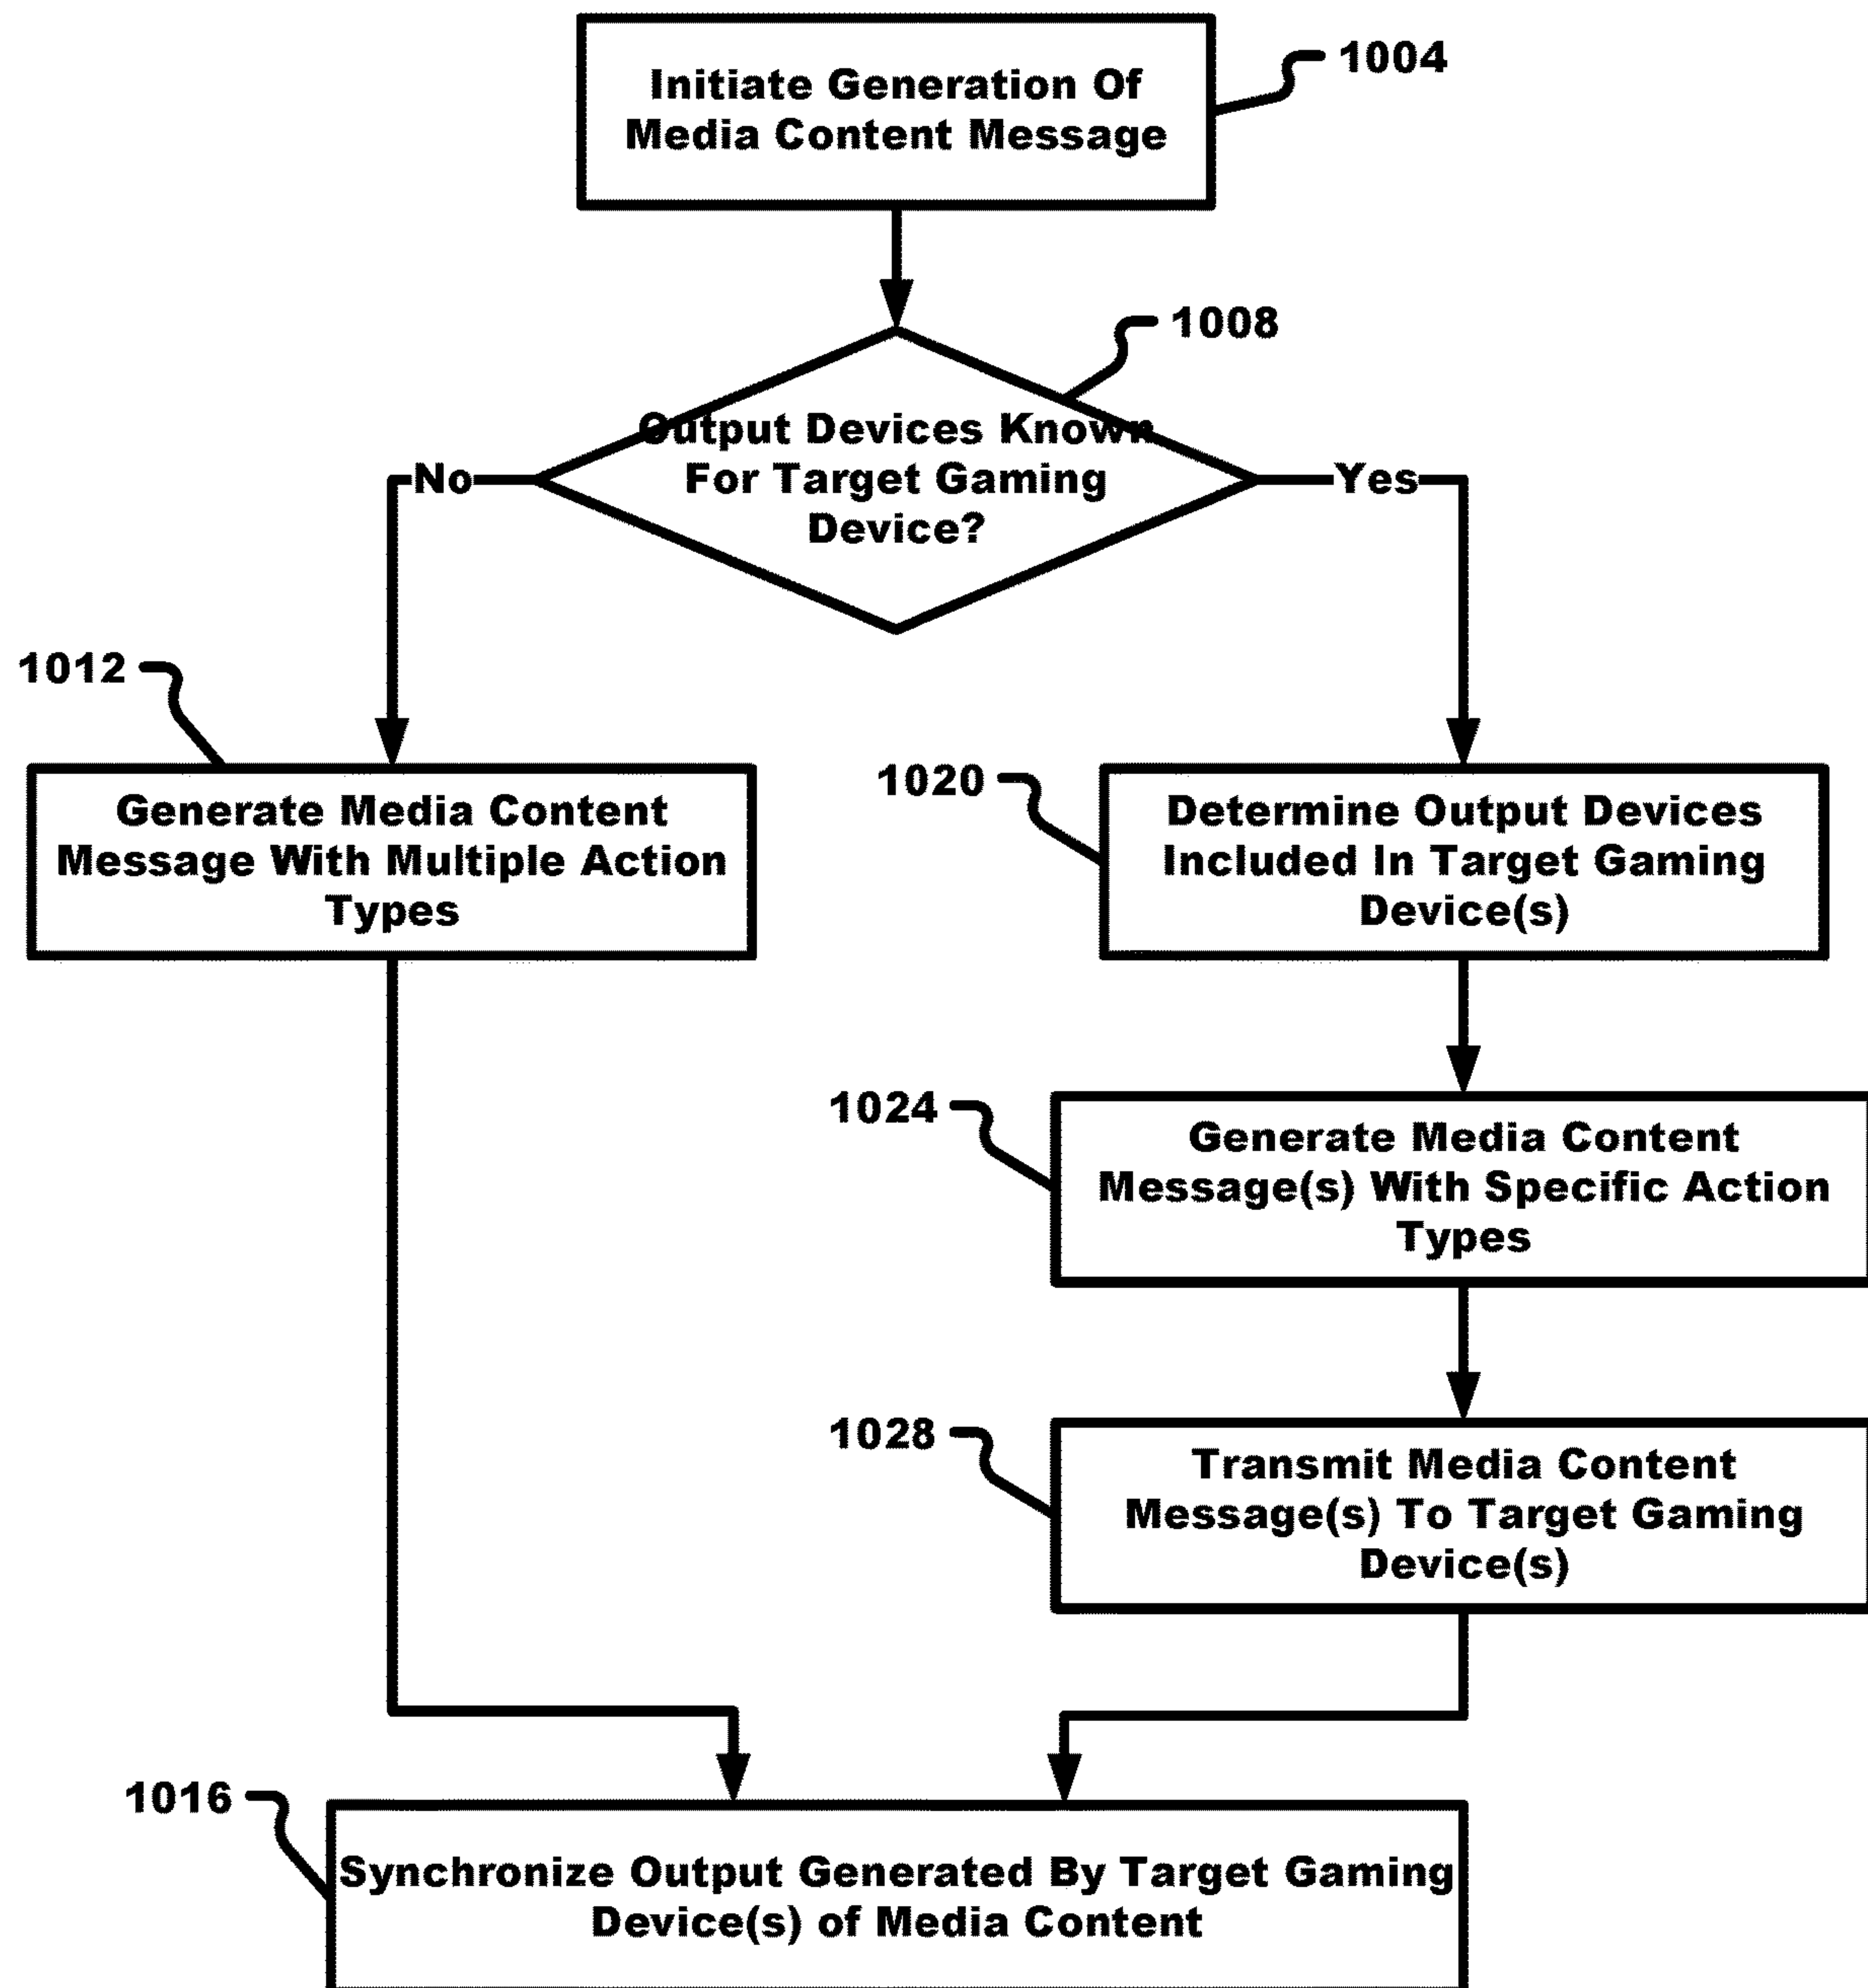 Initiate Generation Of
Media Content Message
1004
1008
Output Devices Known
For Target Gaming
Device?
No
Yes
1012
Generate Media Content
Message With Multiple Action
Types
1020
Determine Output Devices
Included In Target Gaming
Device(s)
1024
Generate Media Content
Message(s) With Specific Action
Types
1028
Transmit Media Content
Message(s) To Target Gaming
Device(s)
1016
Synchronize Output Generated By Target Gaming
Device(s) of Media Content